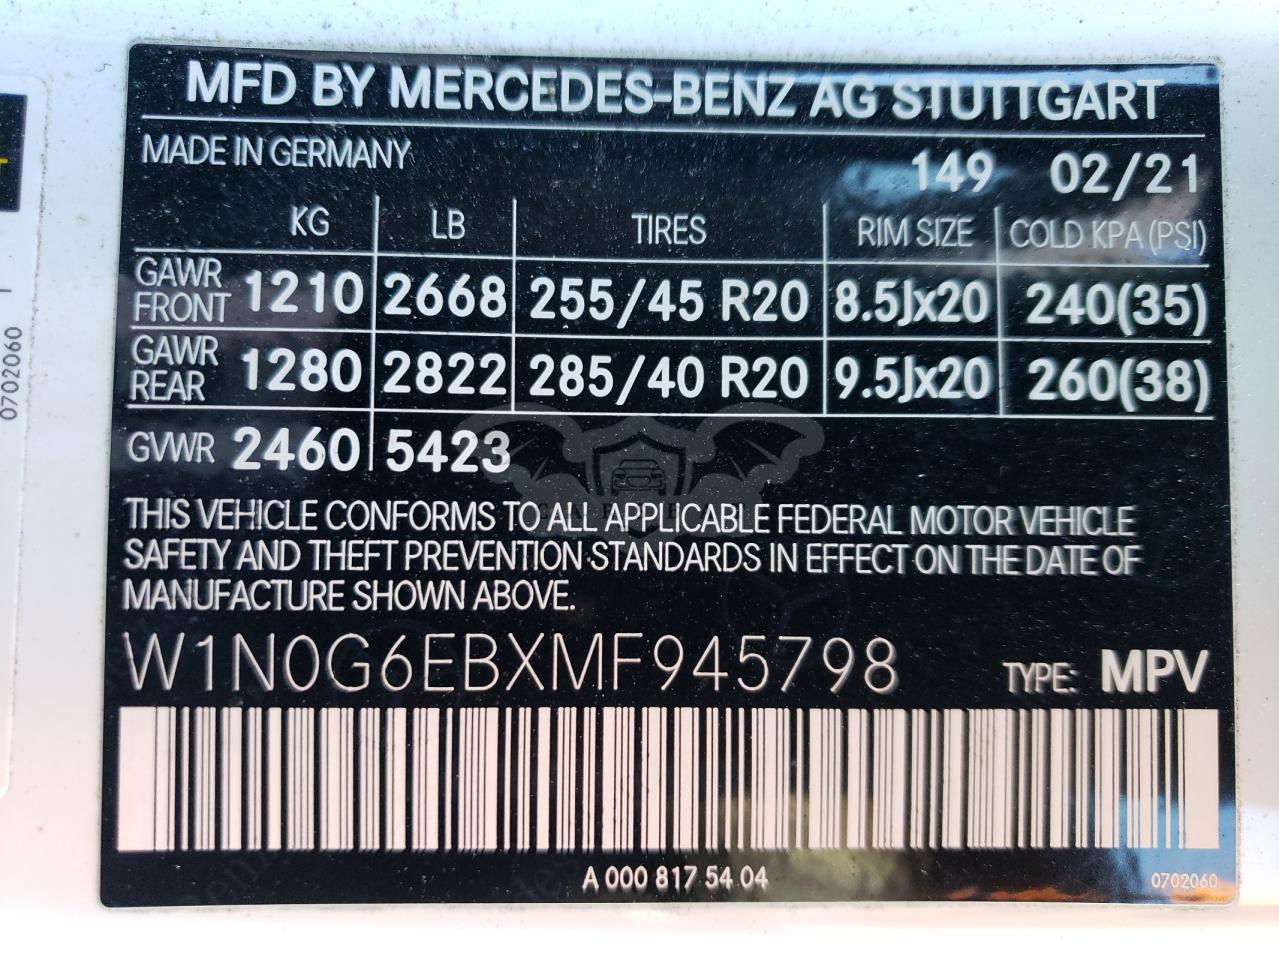 MFD BY MERCEDES-BENZ AG STUTTGART
MADE IN GERMANY 149 02/21
KG LB TIRES RIM SIZE COLD KPA (PSI)
GAWR FRONT 1210 2668 255/45 R20 8.5Jx20 240(35)
GAWR REAR 1280 2822 285/40 R20 9.5Jx20 260(38)
GVWR 2460 5423
THIS VEHICLE CONFORMS TO ALL APPLICABLE FEDERAL MOTOR VEHICLE
SAFETY AND THEFT PREVENTION STANDARDS IN EFFECT ON THE DATE OF
MANUFACTURE SHOWN ABOVE.
W1N0G6EBXMF945798 TYPE: MPV
A 000 817 54 04 0702060
0702060